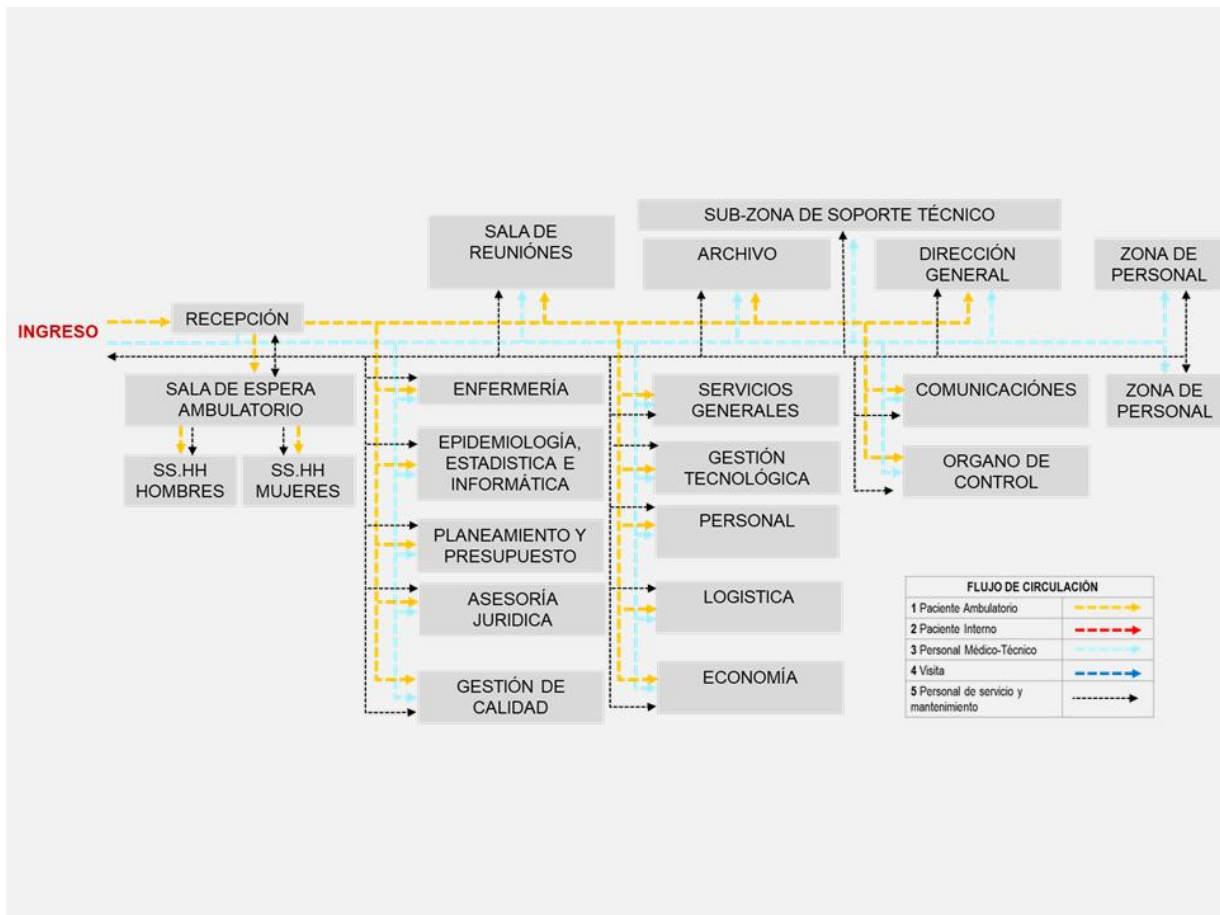 SUB-ZONA DE SOPORTE TÉCNICO
SALA DE
REUNIÓNES
ARCHIVO
DIRECCIÓN
GENERAL
ZONA DE
PERSONAL
INGRESO
RECEPCIÓN
SALA DE ESPERA
AMBULATORIO
ENFERMERÍA
SERVICIOS
GENERALES
COMUNICACIÓNES
ZONA DE
PERSONAL
SS.HH
HOMBRES
SS.HH
MUJERES
EPIDEMIOLOGÍA,
ESTADISTICA E
INFORMÁTICA
GESTIÓN
TECNOLÓGICA
ORGANO DE
CONTROL
PLANEAMIENTO Y
PRESUPUESTO
PERSONAL
ASESORÍA
JURIDICA
LOGISTICA
GESTIÓN DE
CALIDAD
ECONOMÍA
FLUJO DE CIRCULACIÓN
1 Paciente Ambulatorio
2 Paciente Interno
3 Personal Médico-Técnico
4 Visita
5 Personal de servicio y
mantenimiento